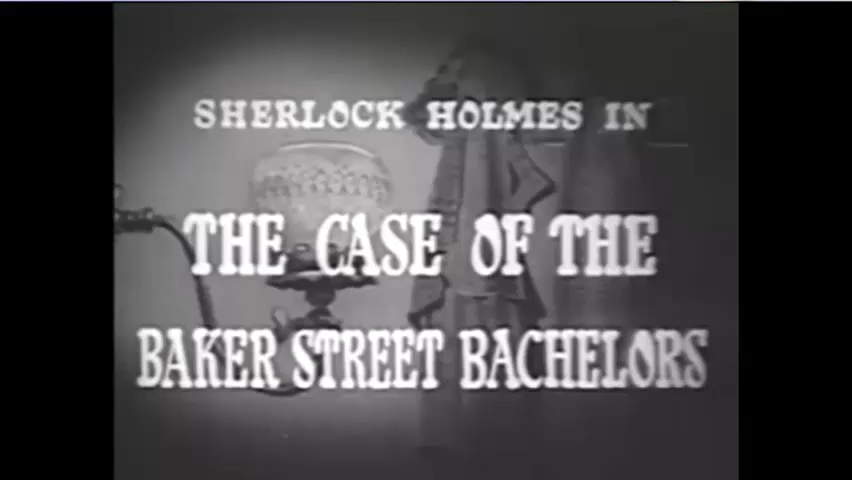 SHERLOCK HOLMES IN
THE CASE OF THE
BAKER STREET BACHELORS